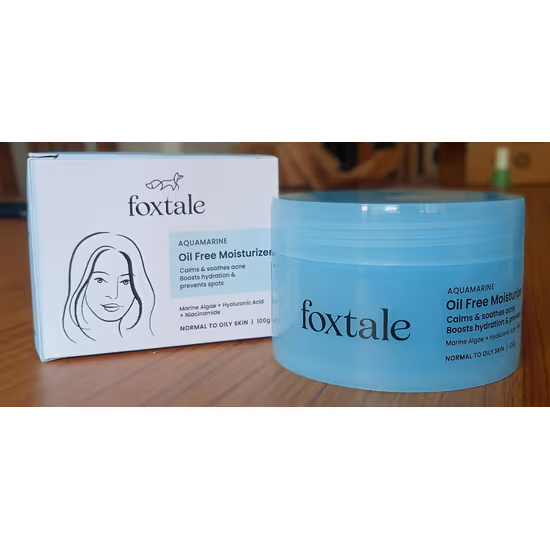 foxtale
AQUAMARINE
Oil Free Moisturizer
Calms & soothes acne
Boosts hydration &
prevents spots
Marine Algae + Hyaluronic Acid
+ Niacinamide
NORMAL TO OILY SKIN | 100g
foxtale
AQUAMARINE
Oil Free Moisturize
Calms & soothes acne
Boosts hydration &
Marine Algae + Hyaluronic
NORMAL TO OILY SKIN |